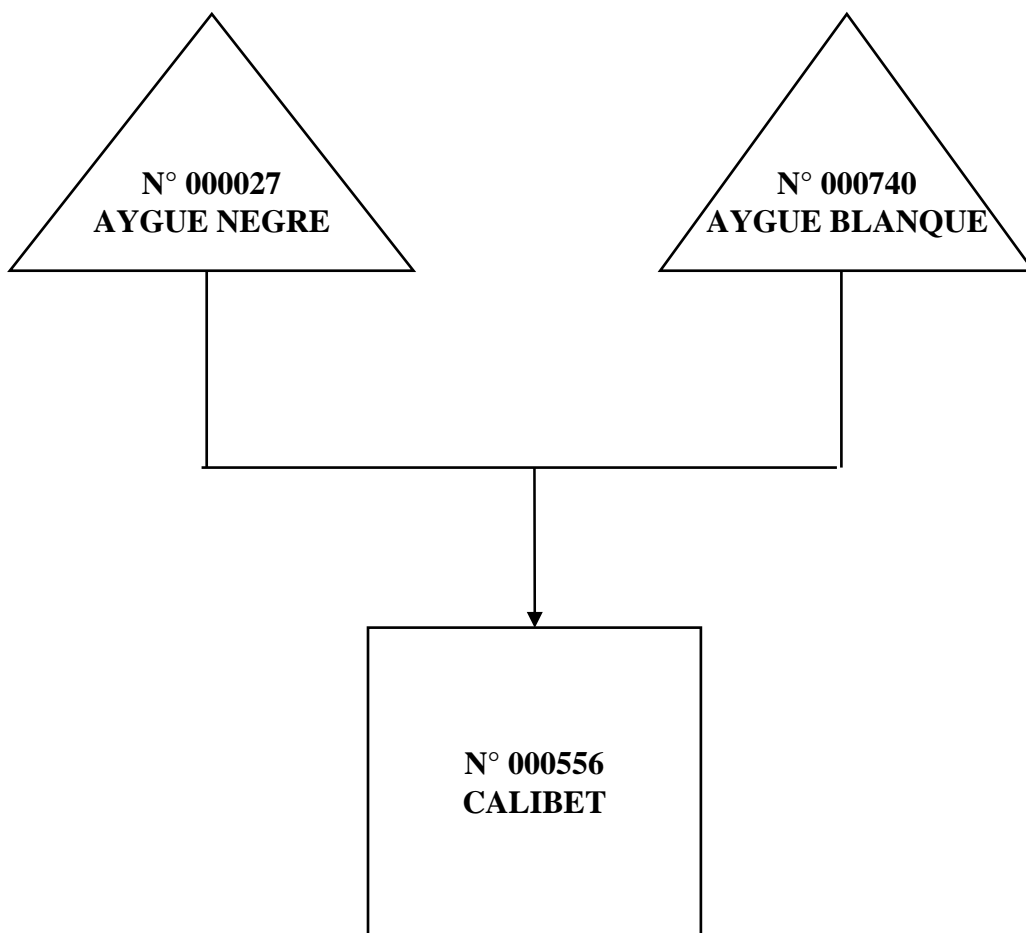 N° 000027
AYGUE NEGRE
N° 000740
AYGUE BLANQUE
N° 000556
CALIBET